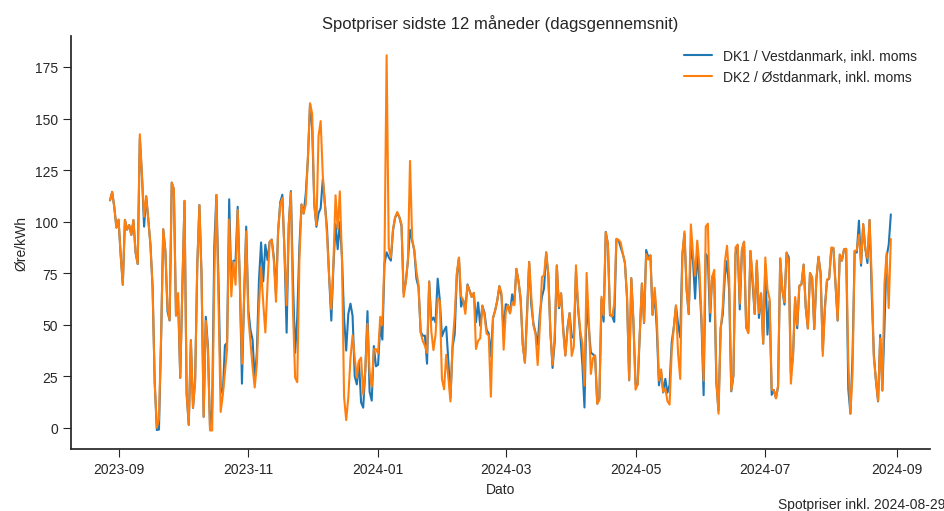 Spotpriser sidste 12 måneder (dagsgennemsnit)
DK1 / Vestdanmark, inkl. moms
DK2 / Østdanmark, inkl. moms
Øre/kWh
175
150
125
100
75
50
25
0
2023-09 2023-11 2024-01 2024-03 2024-05 2024-07 2024-09
Dato
Spotpriser inkl. 2024-08-29